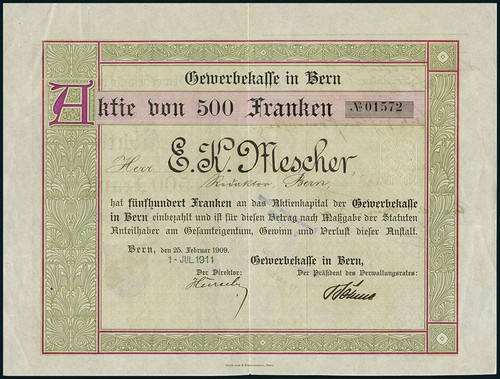 Gewerbekasse in Bern
Aktie von 500 Franken
No 01572
Herr E. K. Mescher,
Redaktor, Bern,
hat fünfhundert Franken an das Aktienkapital der Gewerbekasse
in Bern einbezahlt und ist für diesen Betrag nach Maßgabe der Statuten
Anteilhaber am Gesamteigentum, Gewinn und Verlust dieser Anstalt.
Bern, den 25. Februar 1909.
1-JUL 1911
Gewerbekasse in Bern,
Der Direktor:
Der Präsident des Verwaltungsrates: